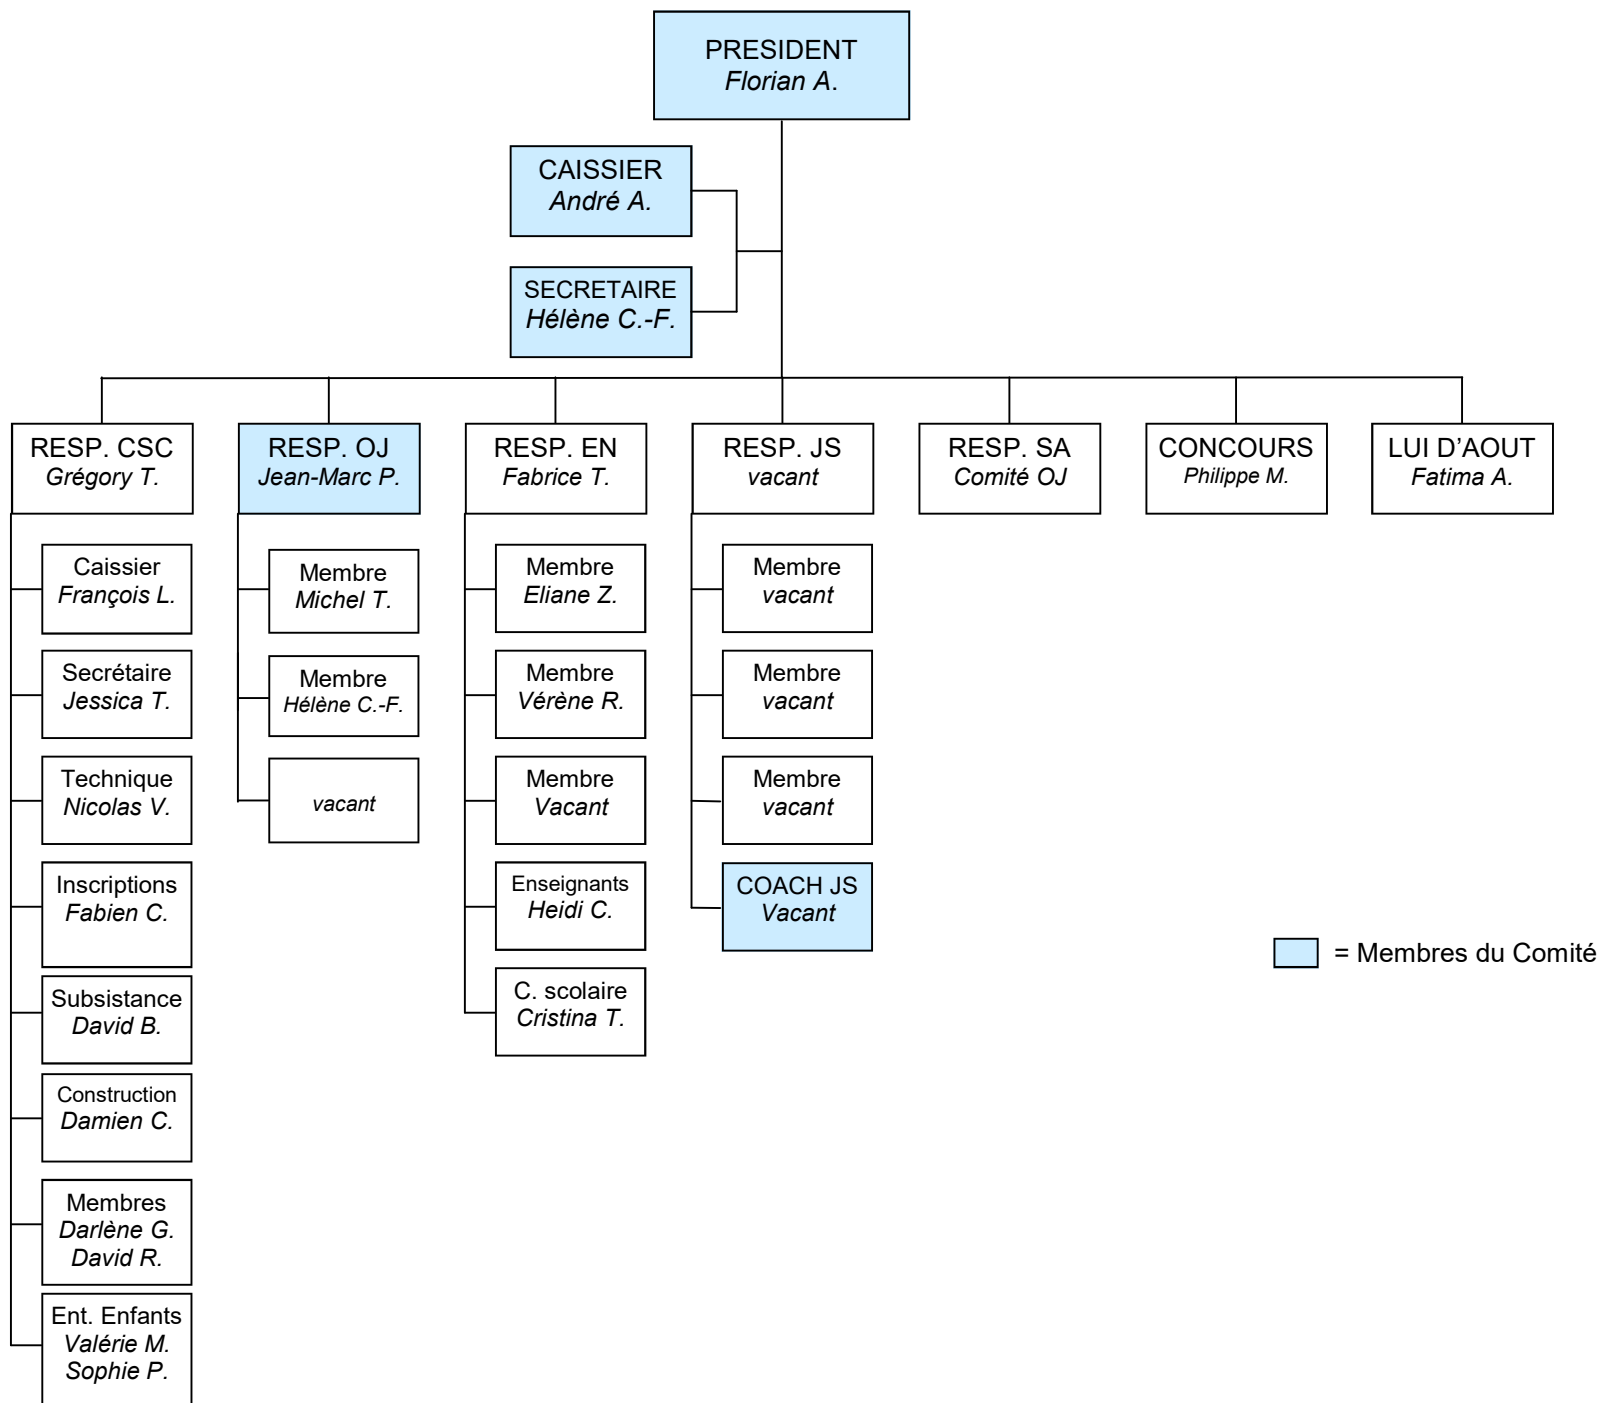 PRESIDENT
Florian A.
CAISSIER
André A.
SECRETAIRE
Hélène C.-F.
RESP. CSC
Grégory T.
RESP. OJ
Jean-Marc P.
RESP. EN
Fabrice T.
RESP. JS
vacant
RESP. SA
Comité OJ
CONCOURS
Philippe M.
LUI D'AOUT
Fatima A.
Caissier
François L.
Secrétaire
Jessica T.
Technique
Nicolas V.
Inscriptions
Fabien C.
Subsistance
David B.
Construction
Damien C.
Membres
Darlène G.
David R.
Ent. Enfants
Valérie M.
Sophie P.
Membre
Michel T.
Membre
Hélène C.-F.
vacant
Membre
Eliane Z.
Membre
Vérène R.
Membre
Vacant
Enseignants
Heidi C.
C. scolaire
Cristina T.
Membre
vacant
Membre
vacant
Membre
vacant
COACH JS
Vacant
= Membres du Comité